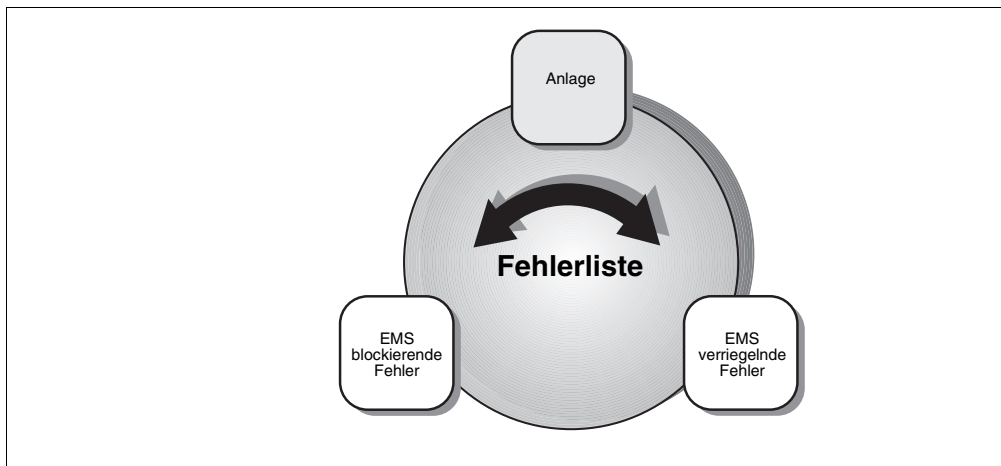 Anlage
Fehlerliste
EMS
blockierende
Fehler
EMS
verriegelnde
Fehler